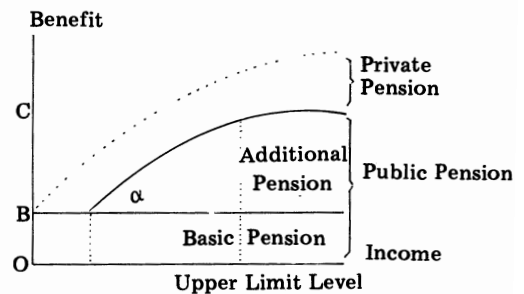 Benefit
Private
Pension
C
Additional
Pension
Public Pension
α
B
Basic Pension
O
Income
Upper Limit Level